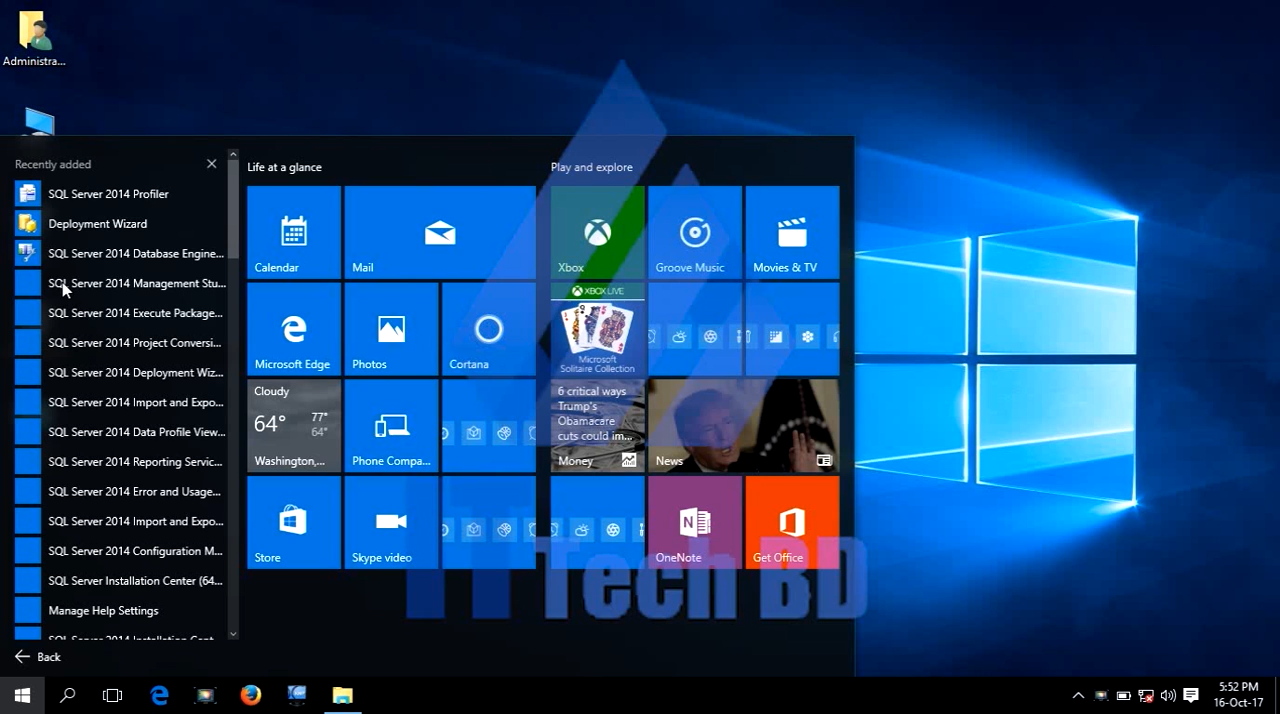 Administra...
Recently added
SQL Server 2014 Profiler
Deployment Wizard
SQL Server 2014 Database Engine...
SQL Server 2014 Management Stu...
SQL Server 2014 Execute Package...
SQL Server 2014 Project Conversi...
SQL Server 2014 Deployment Wiz...
SQL Server 2014 Import and Expo...
SQL Server 2014 Data Profile View...
SQL Server 2014 Reporting Servic...
SQL Server 2014 Error and Usage...
SQL Server 2014 Import and Expo...
SQL Server 2014 Configuration M...
SQL Server Installation Center (64...
Manage Help Settings
SQL Server 2014 Installation Cent...
Back
Life at a glance
Calendar
Mail
Microsoft Edge
Photos
Cortana
Cloudy
64°
77°
64°
Washington,...
Phone Compa...
Store
Skype video
Play and explore
Xbox
Groove Music
Movies & TV
XBOX LIVE
Microsoft
Solitaire Collection
6 critical ways
Trump's
Obamacare
cuts could im...
Money
News
OneNote
Get Office
IT Tech BD
5:52 PM
16-Oct-17